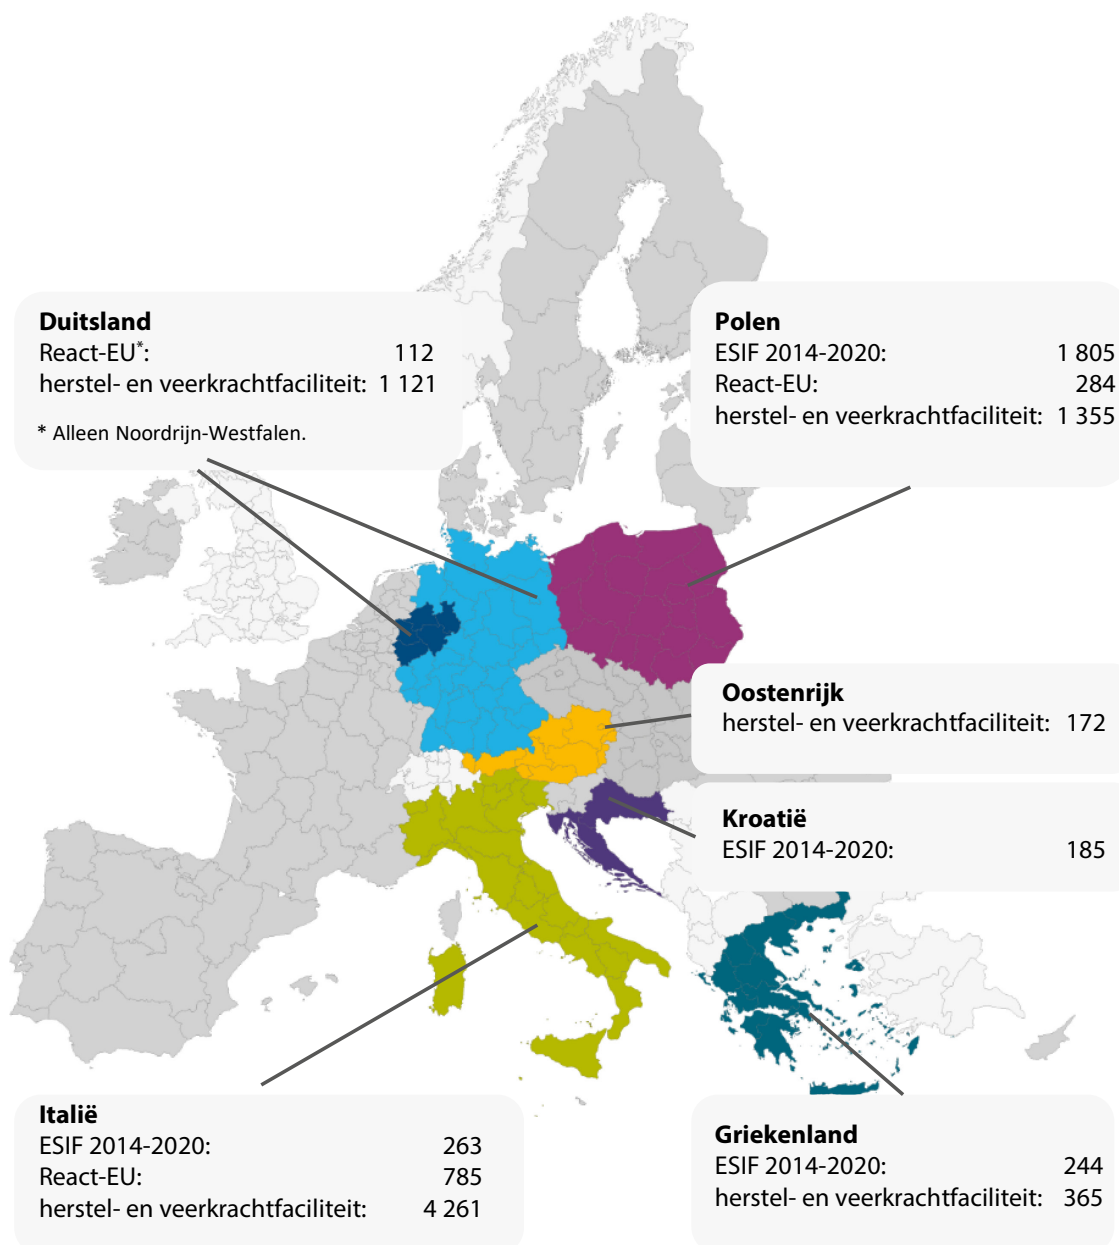 Duitsland
React-EU*: 112
herstel- en veerkrachtfaciliteit: 1 121
* Alleen Noordrijn-Westfalen.
Polen
ESIF 2014-2020: 1 805
React-EU: 284
herstel- en veerkrachtfaciliteit: 1 355
Oostenrijk
herstel- en veerkrachtfaciliteit: 172
Kroatië
ESIF 2014-2020: 185
Italië
ESIF 2014-2020: 263
React-EU: 785
herstel- en veerkrachtfaciliteit: 4 261
Griekenland
ESIF 2014-2020: 244
herstel- en veerkrachtfaciliteit: 365